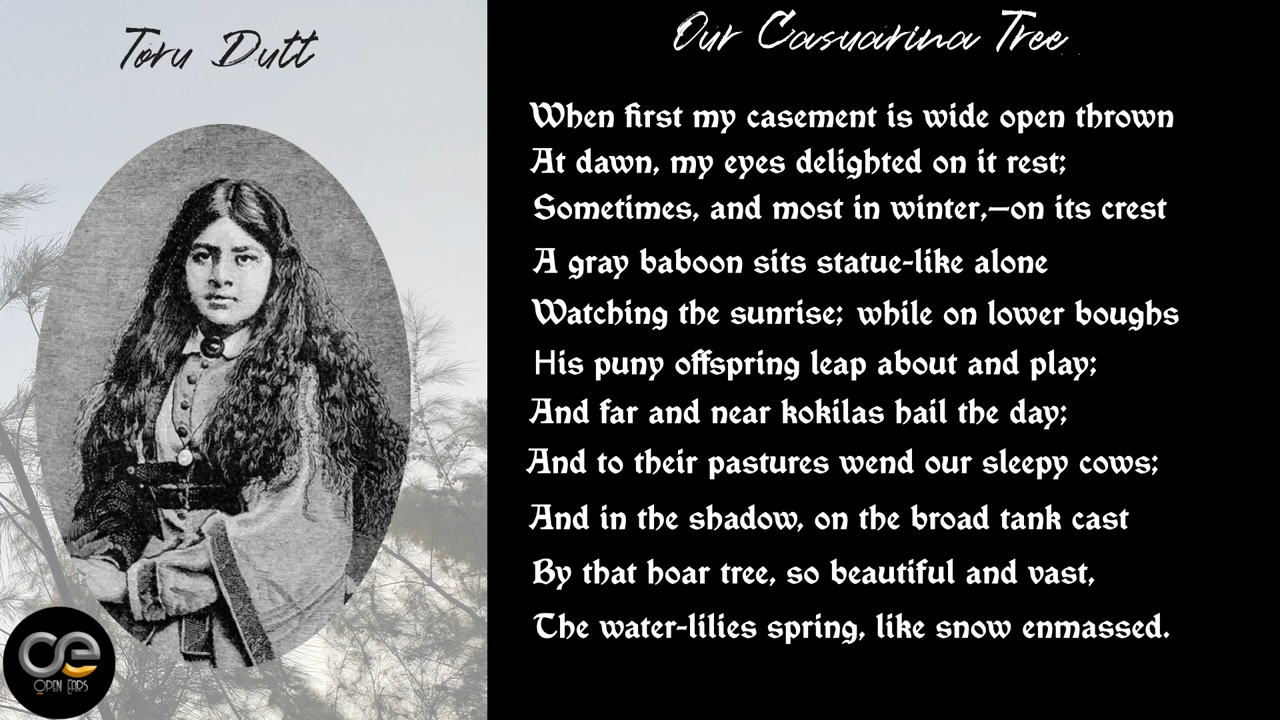 Toru Dutt
Our Casuarina Tree
When first my casement is wide open thrown
At dawn, my eyes delighted on it rest;
Sometimes, and most in winter,—on its crest
A gray baboon sits statue-like alone
Watching the sunrise; while on lower boughs
His puny offspring leap about and play;
And far and near kokilas hail the day;
And to their pastures wend our sleepy cows;
And in the shadow, on the broad tank cast
By that hoar tree, so beautiful and vast,
The water-lilies spring, like snow enmassed.
OPEN EARS